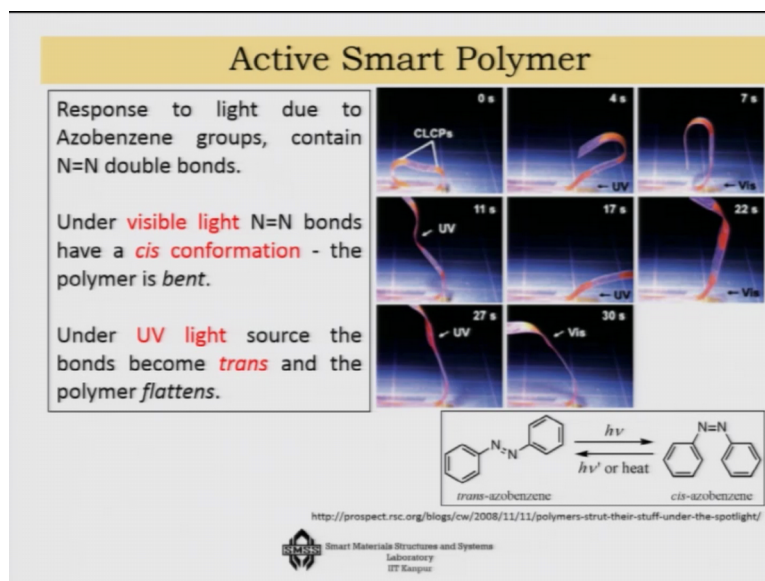 Active Smart Polymer
Response to light due to
Azobenzene groups, contain
N=N double bonds.
Under visible light N=N bonds
have a cis conformation - the
polymer is bent.
Under UV light source the
bonds become trans and the
polymer flattens.
0 s
CLCPs
4 s
UV
7 s
Vis
11 s
UV
17 s
UV
22 s
Vis
27 s
UV
30 s
Vis
N=N
hν
N=N
hν' or heat
trans-azobenzene
cis-azobenzene
http://prospect.rsc.org/blogs/cw/2008/11/11/polymers-strut-their-stuff-under-the-spotlight/
SMSS
Smart Materials Structures and Systems
Laboratory
IIT Kanpur